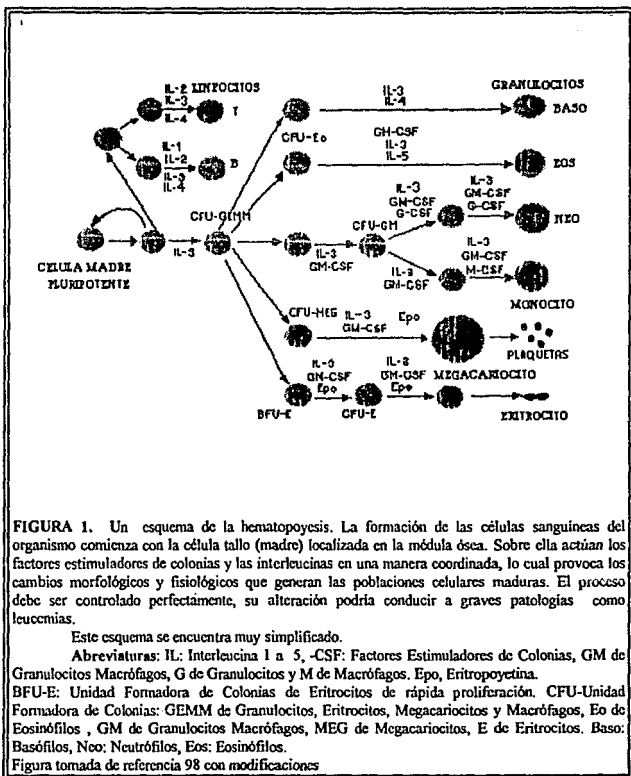 IL-2 LINFOCITOS
IL-3
IL-4 T
IL-1
IL-2 B
IL-3
IL-4
CELULA MADRE
PLURIPOTENTE
IL-3
CFU-GEMM
IL-3
IL-4
GRANULOCITOS
BASO
CFU-Eo
GM-CSF
IL-3
IL-5
EOS
IL-3
GM-CSF
CFU-GM
IL-3
GM-CSF
G-CSF
IL-3
GM-CSF
G-CSF
NEO
IL-3
GM-CSF
IL-3
GM-CSF
M-CSF
MONOCITO
CFU-MEG
IL-3
GM-CSF
Epo
MEGACARIOCITO
PLAQUETAS
BFU-E
GM-CSF
Epo
CFU-E
IL-3
GM-CSF
Epo
ERITROCITO
FIGURA 1. Un esquema de la hematopoyesis. La formación de las células sanguíneas del
organismo comienza con la célula tallo (madre) localizada en la médula ósea. Sobre ella actúan los
factores estimuladores de colonias y las interleucinas en una manera coordinada, lo cual provoca los
cambios morfológicos y fisiológicos que generan las poblaciones celulares maduras. El proceso
debe ser controlado perfectamente, su alteración podría conducir a graves patologías como
leucemias.
Este esquema se encuentra muy simplificado.
Abreviaturas: IL: Interleucina 1 a 5, -CSF: Factores Estimuladores de Colonias, GM de
Granulocitos Macrófagos, G de Granulocitos y M de Macrófagos. Epo, Eritropoyetina.
BFU-E: Unidad Formadora de Colonias de Eritrocitos de rápida proliferación. CFU-Unidad
Formadora de Colonias: GEMM de Granulocitos, Eritrocitos, Megacariocitos y Macrófagos, Eo de
Eosinófilos , GM de Granulocitos Macrófagos, MEG de Megacariocitos, E de Eritrocitos. Baso:
Basófilos, Neo: Neutrófilos, Eos: Eosinófilos.
Figura tomada de referencia 98 con modificaciones